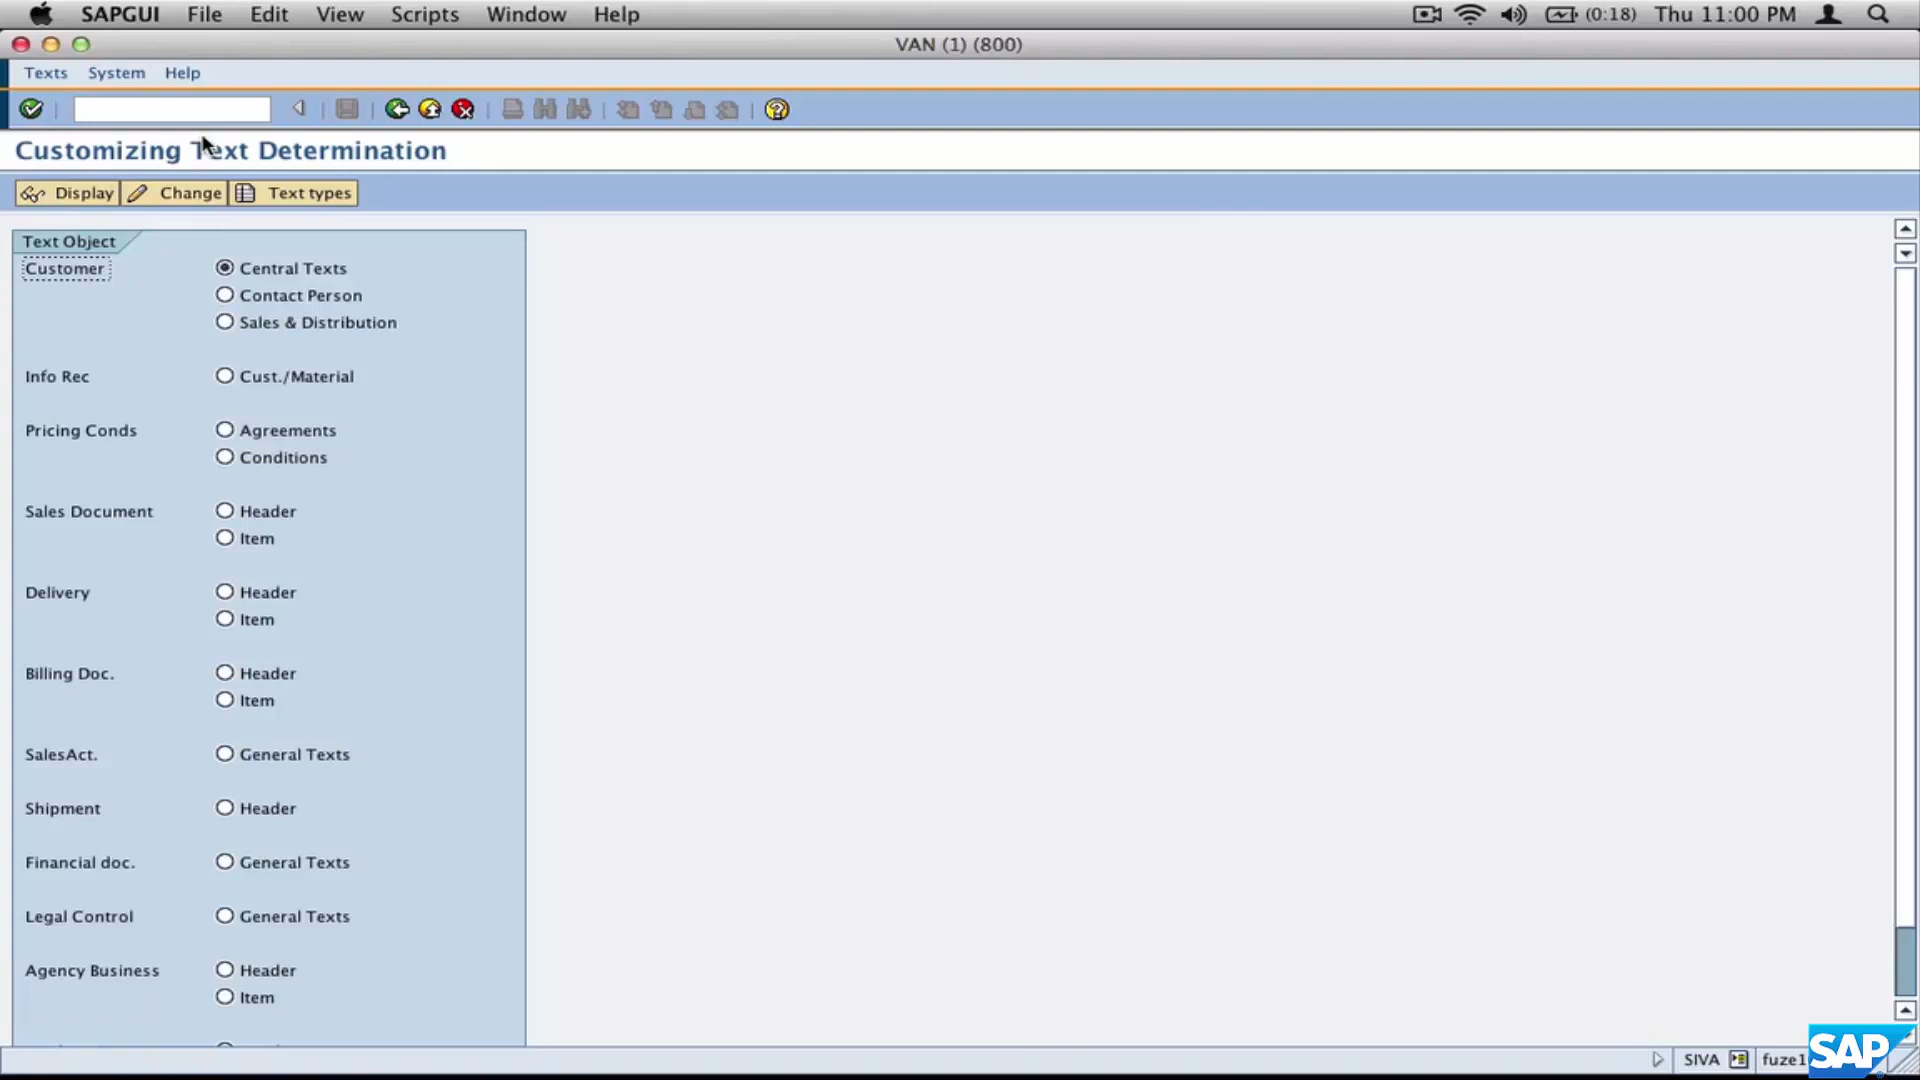 SAPGUI File Edit View Scripts Window Help (0:18) Thu 11:00 PM
VAN (1) (800)
Texts System Help
Customizing Text Determination
Display Change Text types
Text Object
Customer Central Texts
Contact Person
Sales & Distribution
Info Rec Cust./Material
Pricing Conds Agreements
Conditions
Sales Document Header
Item
Delivery Header
Item
Billing Doc. Header
Item
SalesAct. General Texts
Shipment Header
Financial doc. General Texts
Legal Control General Texts
Agency Business Header
Item
SIVA fuze1 SAP